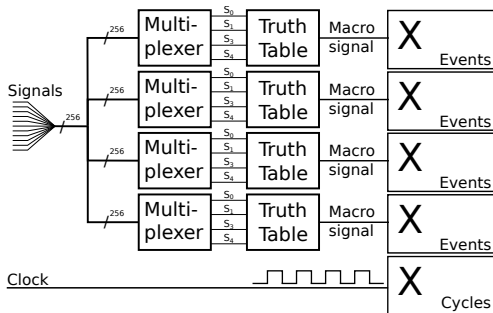 256
Multi-
plexer
S0
S1
S3
S4
Truth
Table
Macro
signal
X
Events
Signals
256
256
Multi-
plexer
S0
S1
S3
S4
Truth
Table
Macro
signal
X
Events
256
Multi-
plexer
S0
S1
S3
S4
Truth
Table
Macro
signal
X
Events
256
Multi-
plexer
S0
S1
S3
S4
Truth
Table
Macro
signal
X
Events
Clock
X
Cycles